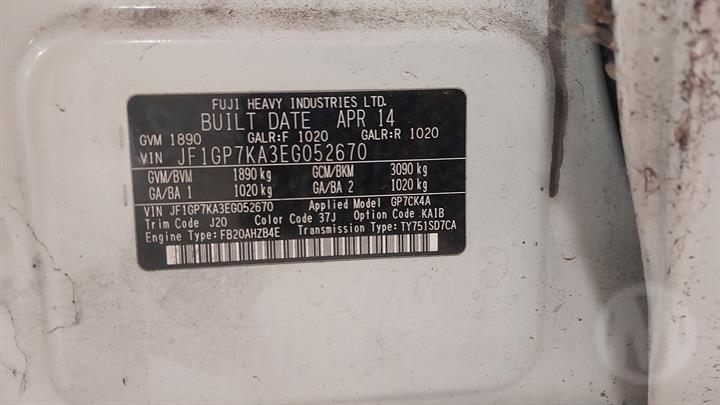 FUJI HEAVY INDUSTRIES LTD.
BUILT DATE APR 14
GVM 1890 GALR:F 1020 GALR:R 1020
VIN JF1GP7KA3EG052670
GVM/BVM 1890 kg GCM/BKM 3090 kg
GA/BA 1 1020 kg GA/BA 2 1020 kg
VIN JF1GP7KA3EG052670 Applied Model GP7CK4A
Trim Code J20 Color Code 37J Option Code KA1B
Engine Type:FB20AHZB4E Transmission Type:TY751SD7CA